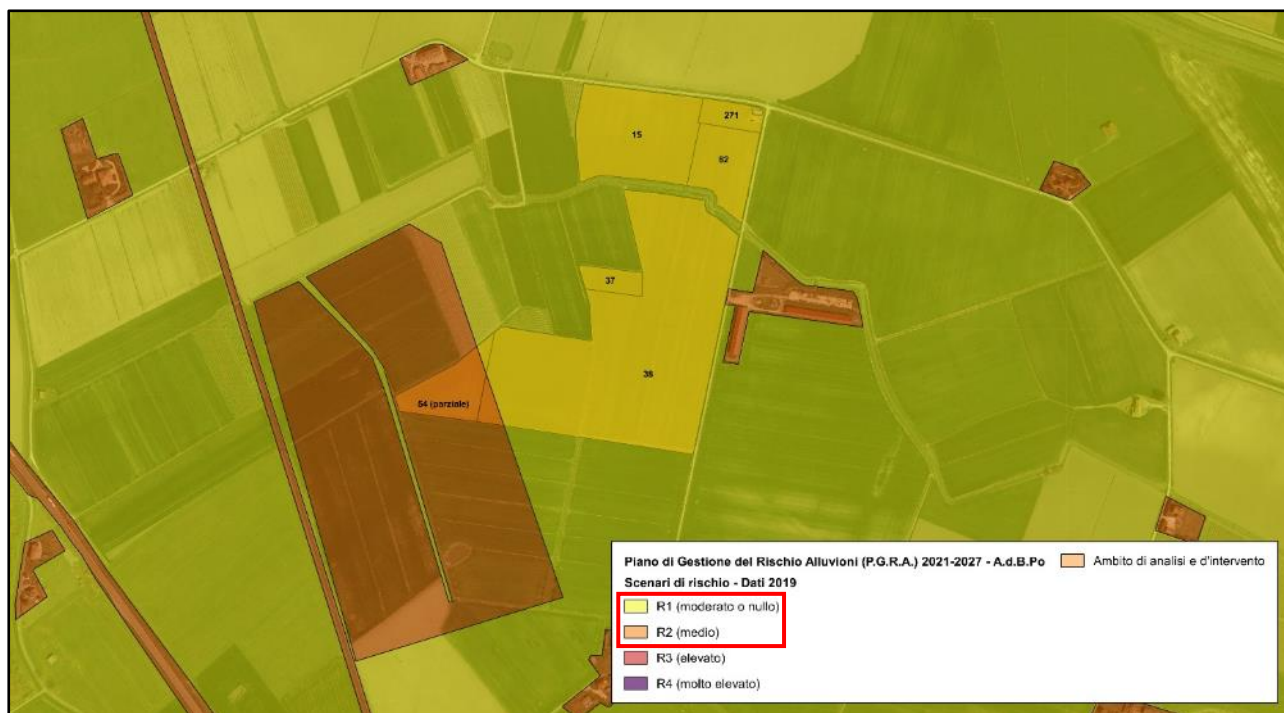 271
15
62
37
38
54 (parziale)
Piano di Gestione del Rischio Alluvioni (P.G.R.A.) 2021-2027 - A.d.B.Po
Ambito di analisi e d'intervento
Scenari di rischio - Dati 2019
R1 (moderato o nullo)
R2 (medio)
R3 (elevato)
R4 (molto elevato)